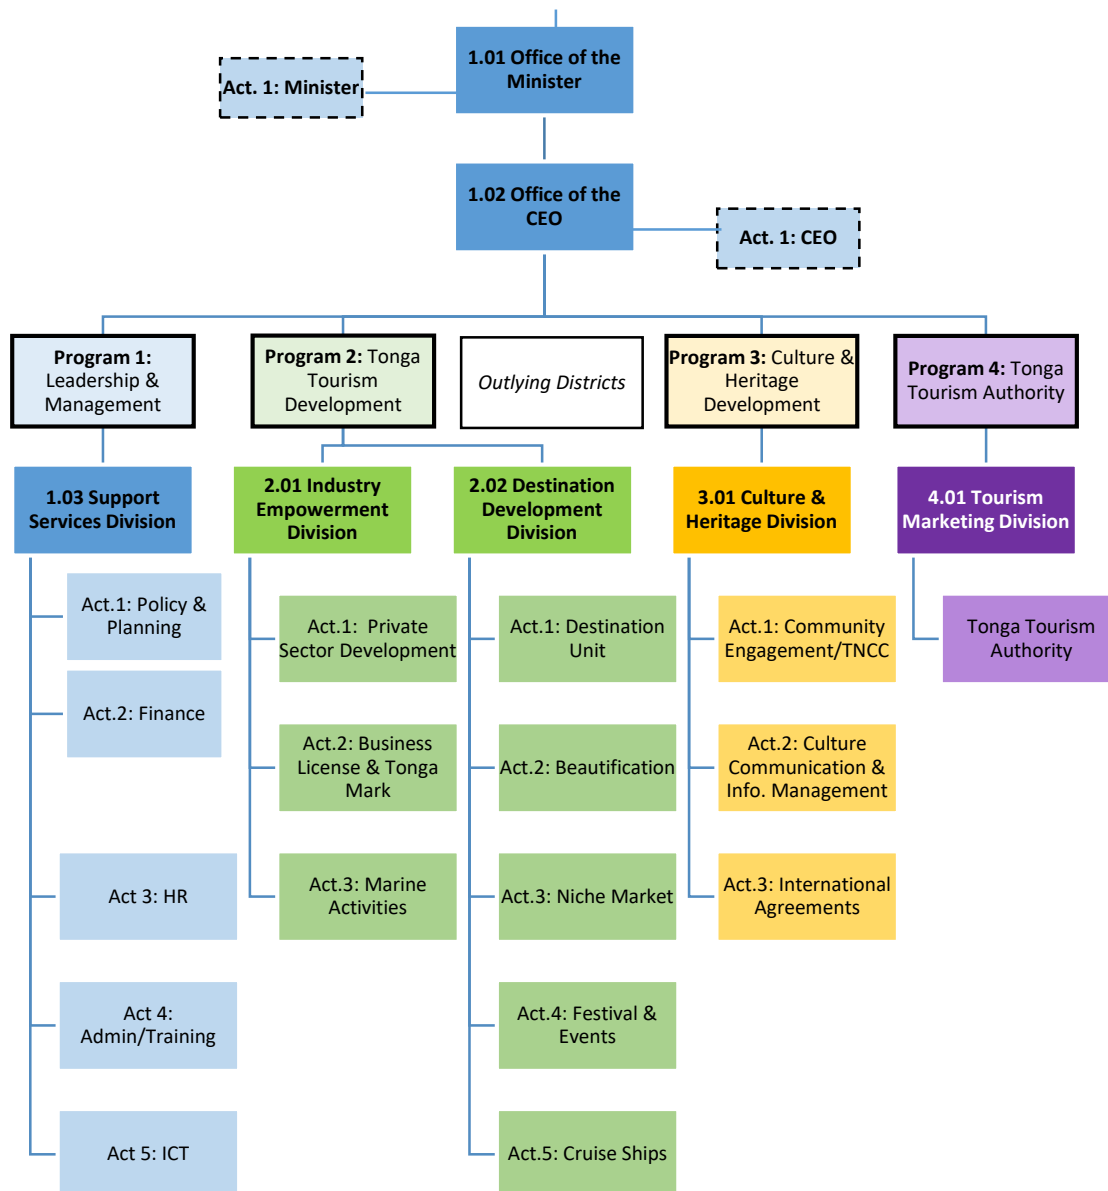 1.01 Office of the
Minister
Act. 1: Minister
1.02 Office of the
CEO
Act. 1: CEO
Program 1:
Leadership &
Management
Program 2: Tonga
Tourism
Development
Outlying Districts
Program 3: Culture &
Heritage
Development
Program 4: Tonga
Tourism Authority
1.03 Support
Services Division
2.01 Industry
Empowerment
Division
2.02 Destination
Development
Division
3.01 Culture &
Heritage Division
4.01 Tourism
Marketing Division
Act.1: Policy &
Planning
Act.2: Finance
Act 3: HR
Act 4:
Admin/Training
Act 5: ICT
Act.1: Private
Sector Development
Act.2: Business
License & Tonga
Mark
Act.3: Marine
Activities
Act.1: Destination
Unit
Act.2: Beautification
Act.3: Niche Market
Act.4: Festival &
Events
Act.5: Cruise Ships
Act.1: Community
Engagement/TNCC
Act.2: Culture
Communication &
Info. Management
Act.3: International
Agreements
Tonga Tourism
Authority